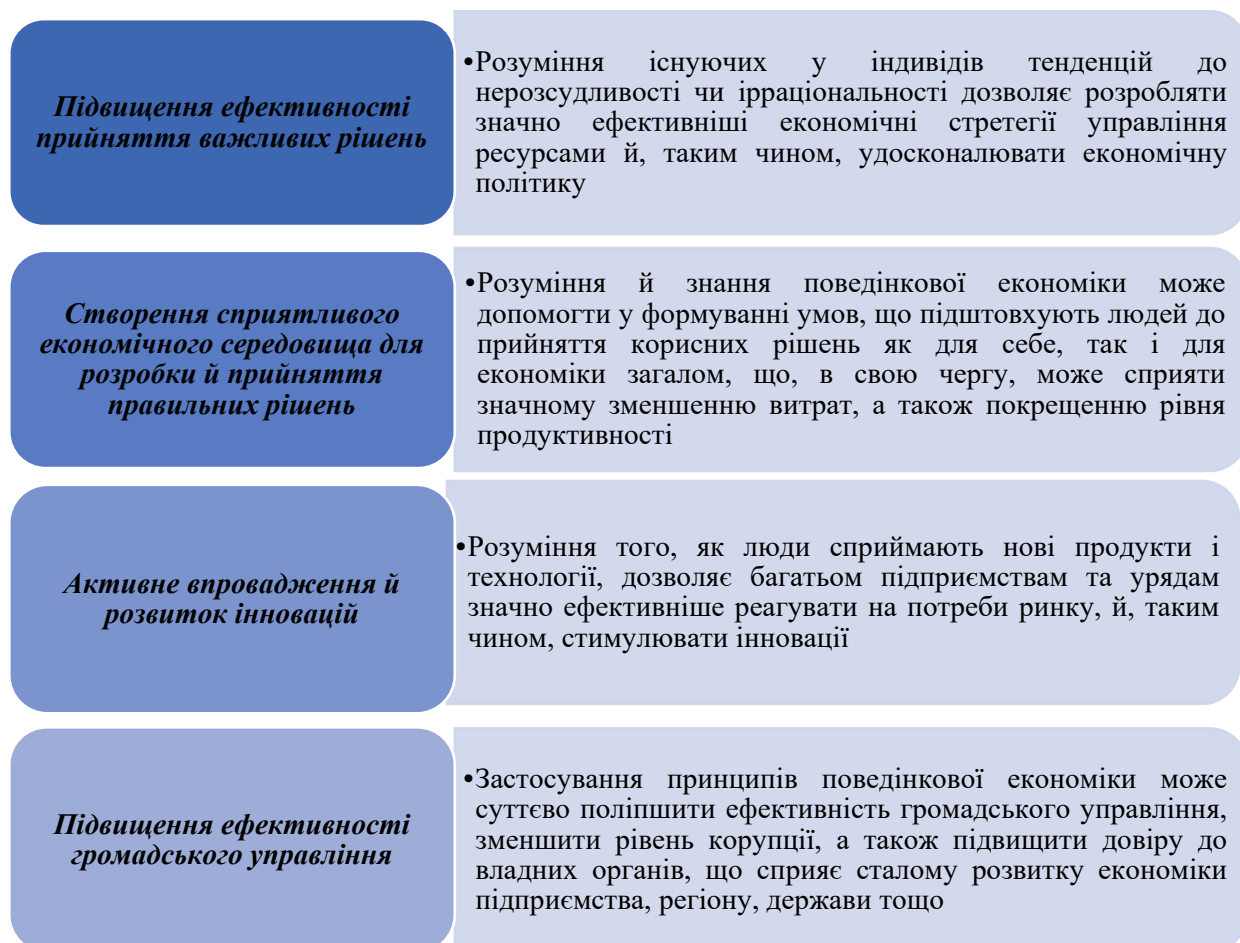 Підвищення ефективності
прийняття важливих рішень
•Розуміння існуючих у індивідів тенденцій до
нерозсудливості чи ірраціональності дозволяє розробляти
значно ефективніші економічні стретегії управління
ресурсами й, таким чином, удосконалювати економічну
політику
Створення сприятливого
економічного середовища для
розробки й прийняття
правильних рішень
•Розуміння й знання поведінкової економіки може
допомогти у формуванні умов, що підштовхують людей до
прийняття корисних рішень як для себе, так і для
економіки загалом, що, в свою чергу, може сприяти
значному зменшенню витрат, а також покрещенню рівня
продуктивності
Активне впровадження й
розвиток інновацій
•Розуміння того, як люди сприймають нові продукти і
технології, дозволяє багатьом підприємствам та урядам
значно ефективніше реагувати на потреби ринку, й, таким
чином, стимулювати інновації
Підвищення ефективності
громадського управління
•Застосування принципів поведінкової економіки може
суттєво поліпшити ефективність громадського управління,
зменшити рівень корупції, а також підвищити довіру до
владних органів, що сприяє сталому розвитку економіки
підприємства, регіону, держави тощо